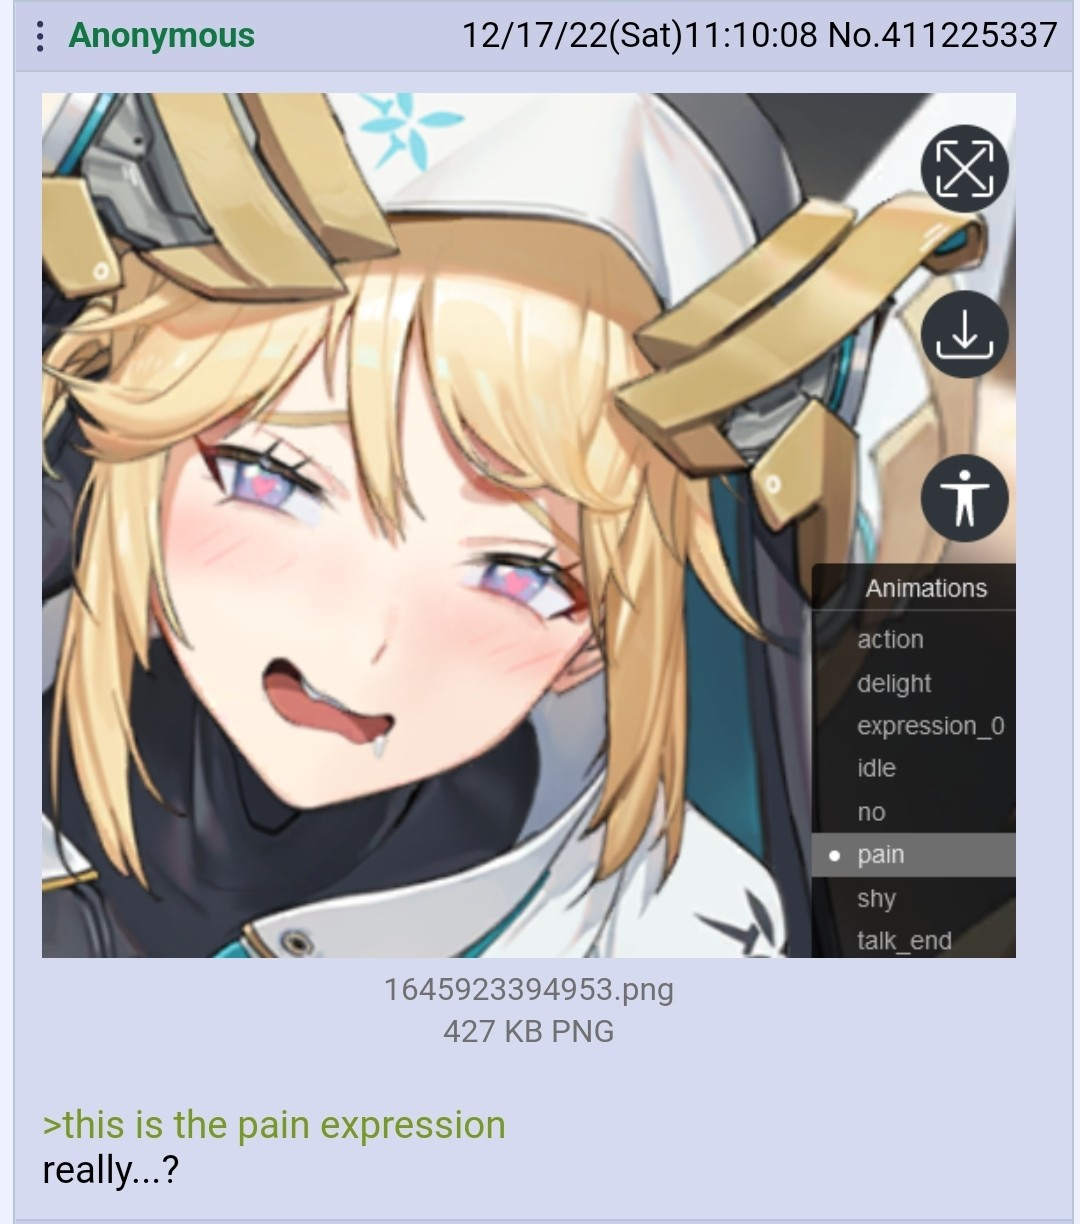 Anonymous 12/17/22(Sat)11:10:08 No.411225337
Animations
action
delight
expression_0
idle
no
pain
shy
talk_end
1645923394953.png
427 KB PNG
>this is the pain expression
really...?